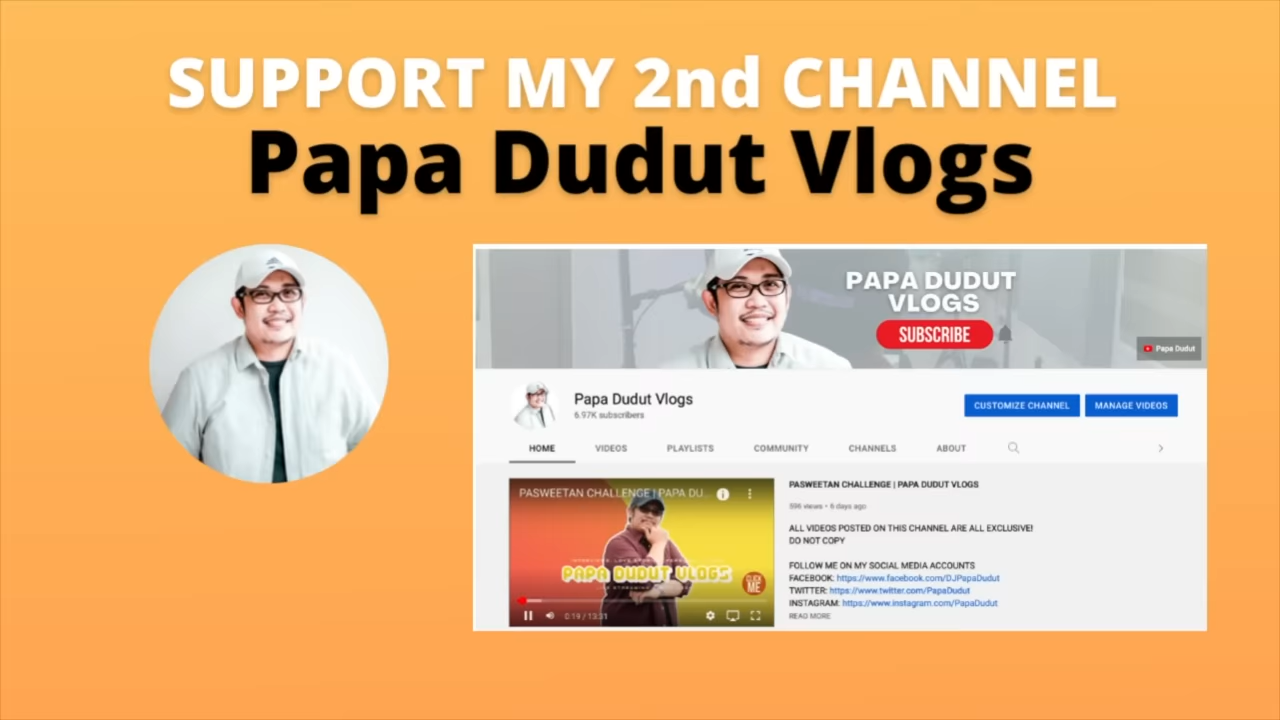 SUPPORT MY 2nd CHANNEL
Papa Dudut Vlogs
PAPA DUDUT
VLOGS
SUBSCRIBE
Papa Dudut
Papa Dudut Vlogs
6.97K subscribers
CUSTOMIZE CHANNEL
MANAGE VIDEOS
HOME VIDEOS PLAYLISTS COMMUNITY CHANNELS ABOUT
PASWEETAN CHALLENGE | PAPA DU...
PAPA DUDUT VLOGS
CLICK ME
0:19 / 13:31
PASWEETAN CHALLENGE | PAPA DUDUT VLOGS
596 views • 6 days ago
ALL VIDEOS POSTED ON THIS CHANNEL ARE ALL EXCLUSIVE!
DO NOT COPY
FOLLOW ME ON MY SOCIAL MEDIA ACCOUNTS
FACEBOOK: https://www.facebook.com/DJPapaDudut
TWITTER: https://www.twitter.com/PapaDudut
INSTAGRAM: https://www.instagram.com/PapaDudut
READ MORE